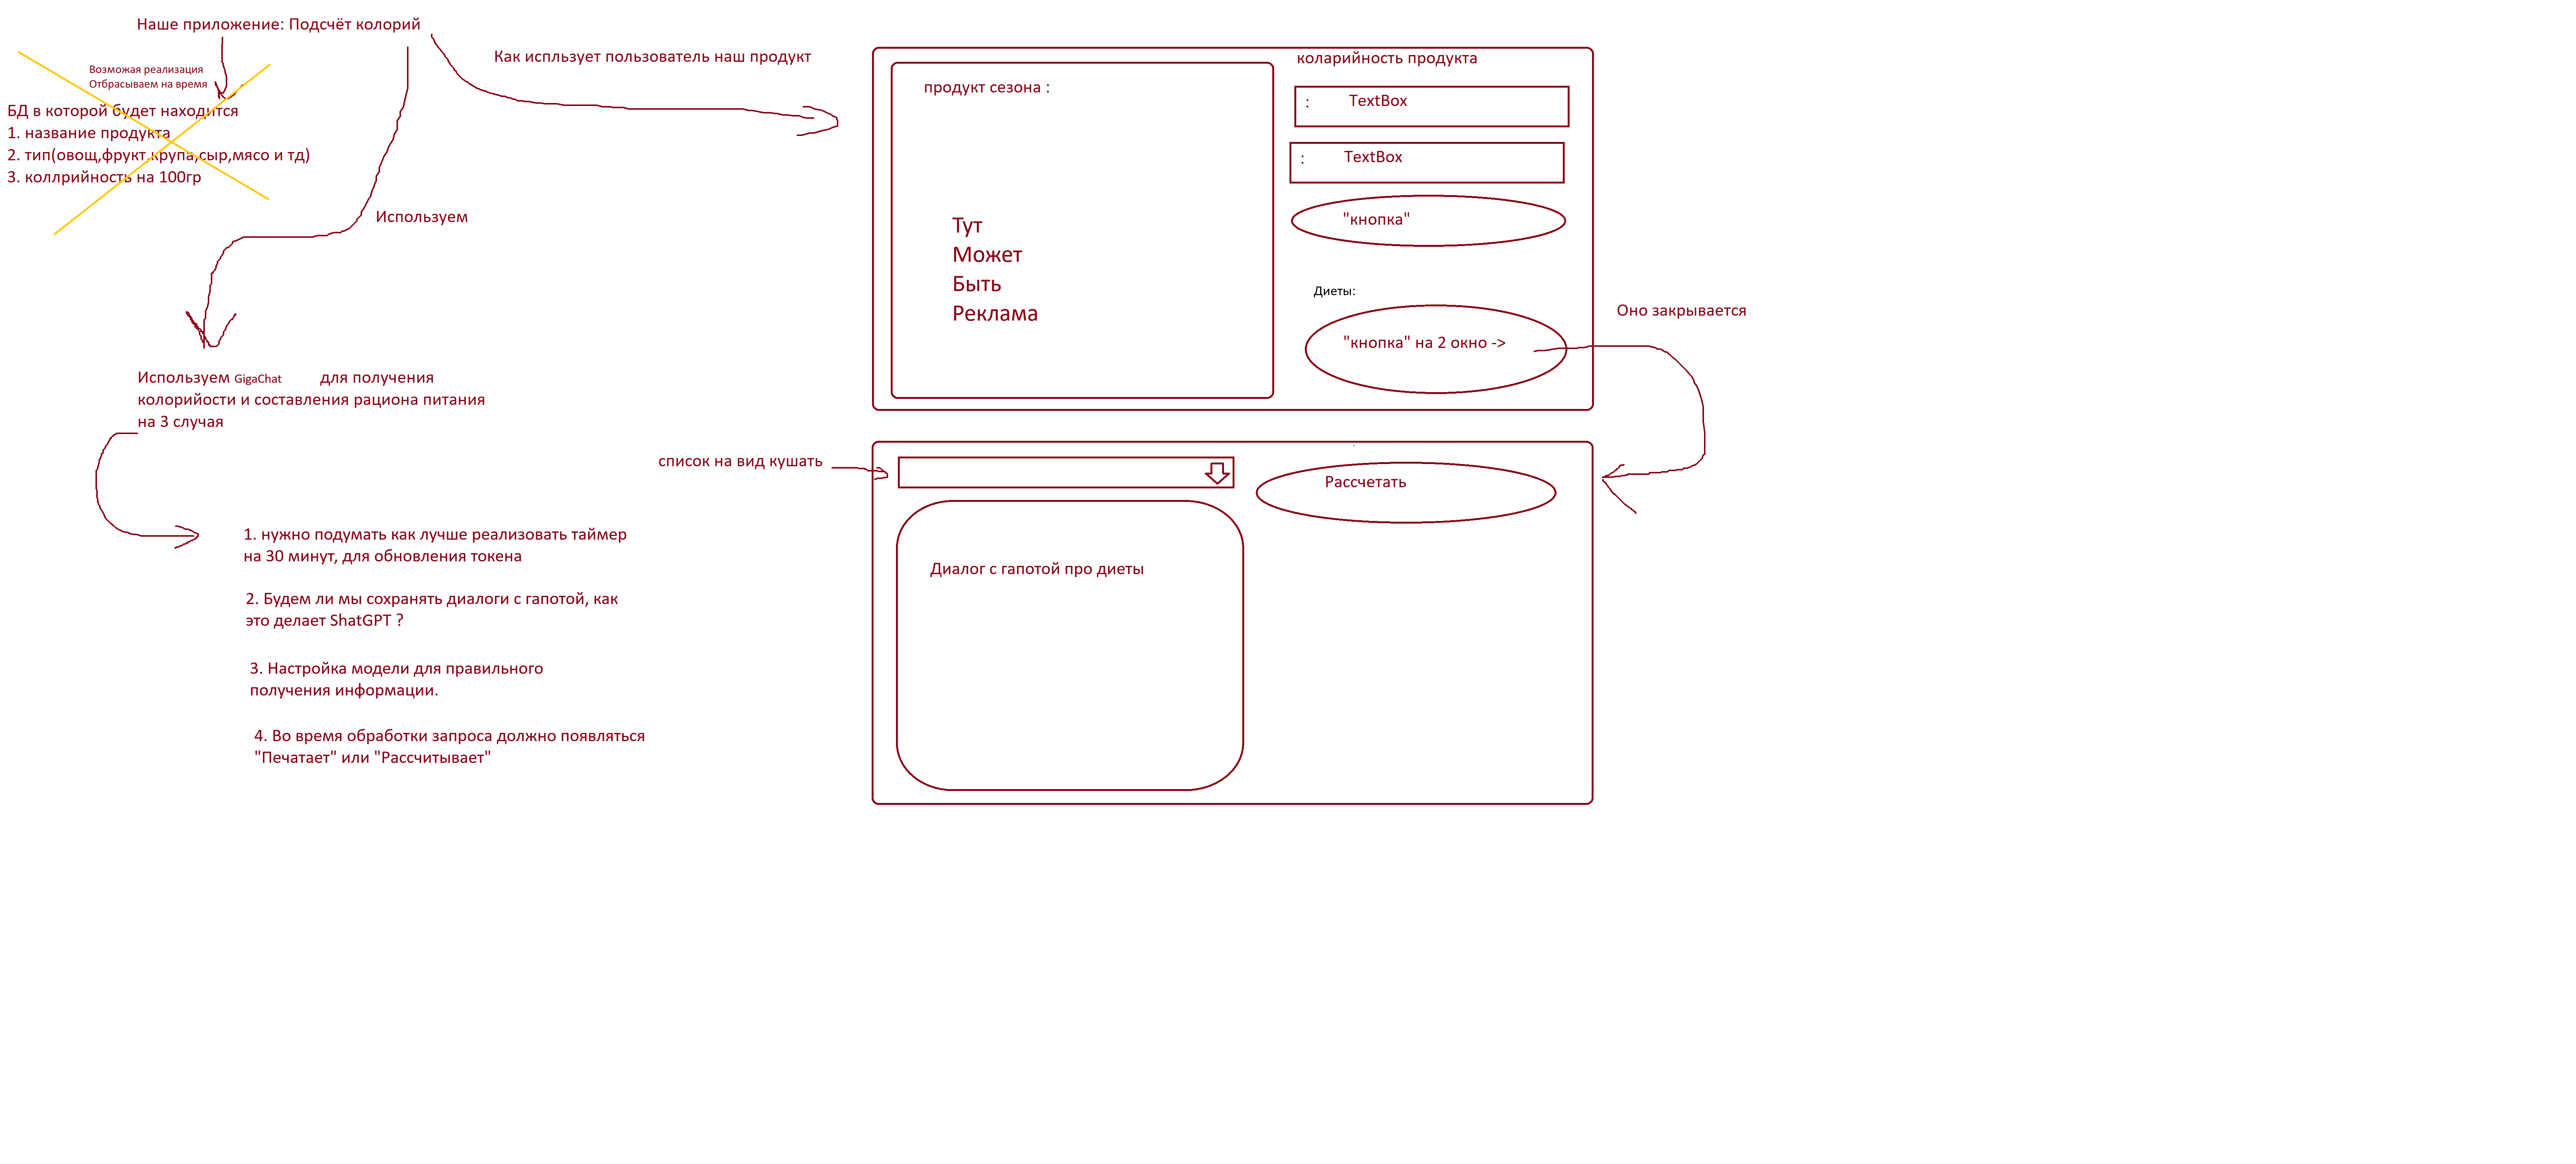 Наше приложение: Подсчёт колорий
Возможая реализация
Отбрасываем на время
БД в которой будет находится
1. название продукта
2. тип(овощ,фрукт,крупа,сыр,мясо и тд)
3. коллрийность на 100гр
Используем
Используем GigaChat для получения
колорийости и составления рациона питания
на 3 случая
1. нужно подумать как лучше реализовать таймер
на 30 минут, для обновления токена
2. Будем ли мы сохранять диалоги с гапотой, как
это делает ShatGPT ?
3. Настройка модели для правильного
получения информации.
4. Во время обработки запроса должно появляться
"Печатает" или "Рассчитывает"
Как испльзует пользователь наш продукт
продукт сезона :
Тут
Может
Быть
Реклама
коларийность продукта
: TextBox
: TextBox
"кнопка"
Диеты:
"кнопка" на 2 окно ->
Оно закрывается
список на вид кушать
Рассчетать
Диалог с гапотой про диеты